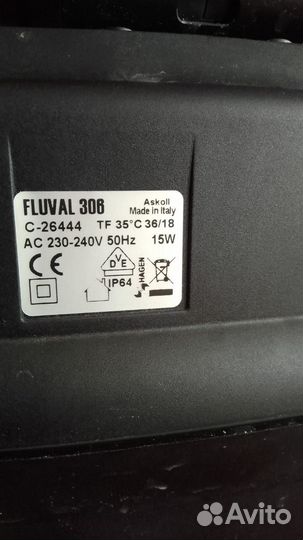 FLUVAL 306
Askoll
Made in Italy
C-26444 TF 35°C 36/18
AC 230-240V 50Hz 15W
CE
DVE
IP64
HAGEN
Avito